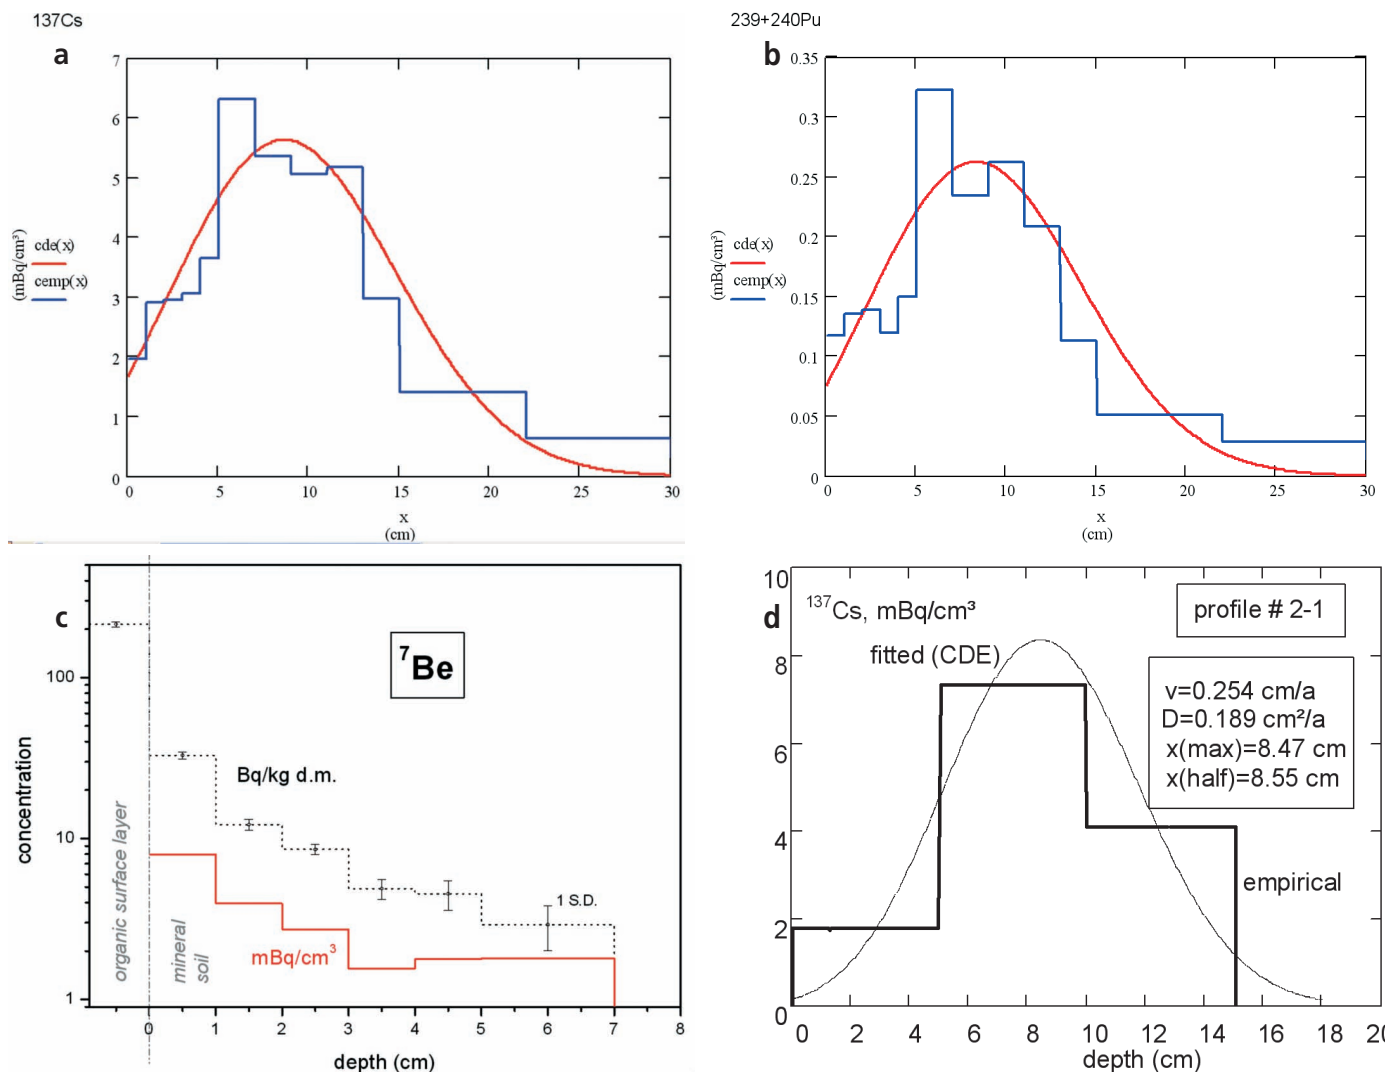 137Cs
a
7
6
5
4
3
2
1
0
cde(x)
(mBq/cm³)
cemp(x)
0 5 10 15 20 25 30
x
(cm)
239+240Pu
b
0.35
0.3
0.25
0.2
0.15
0.1
0.05
0
cde(x)
(mBq/cm³)
cemp(x)
0 5 10 15 20 25 30
x
(cm)
c
⁷Be
100
10
1
concentration
organic surface layer
mineral
soil
Bq/kg d.m.
1 S.D.
mBq/cm³
0 1 2 3 4 5 6 7 8
depth (cm)
d
10
8
6
4
2
0
¹³⁷Cs, mBq/cm³
profile # 2-1
fitted (CDE)
v=0.254 cm/a
D=0.189 cm²/a
x(max)=8.47 cm
x(half)=8.55 cm
empirical
0 2 4 6 8 10 12 14 16 18 20
depth (cm)